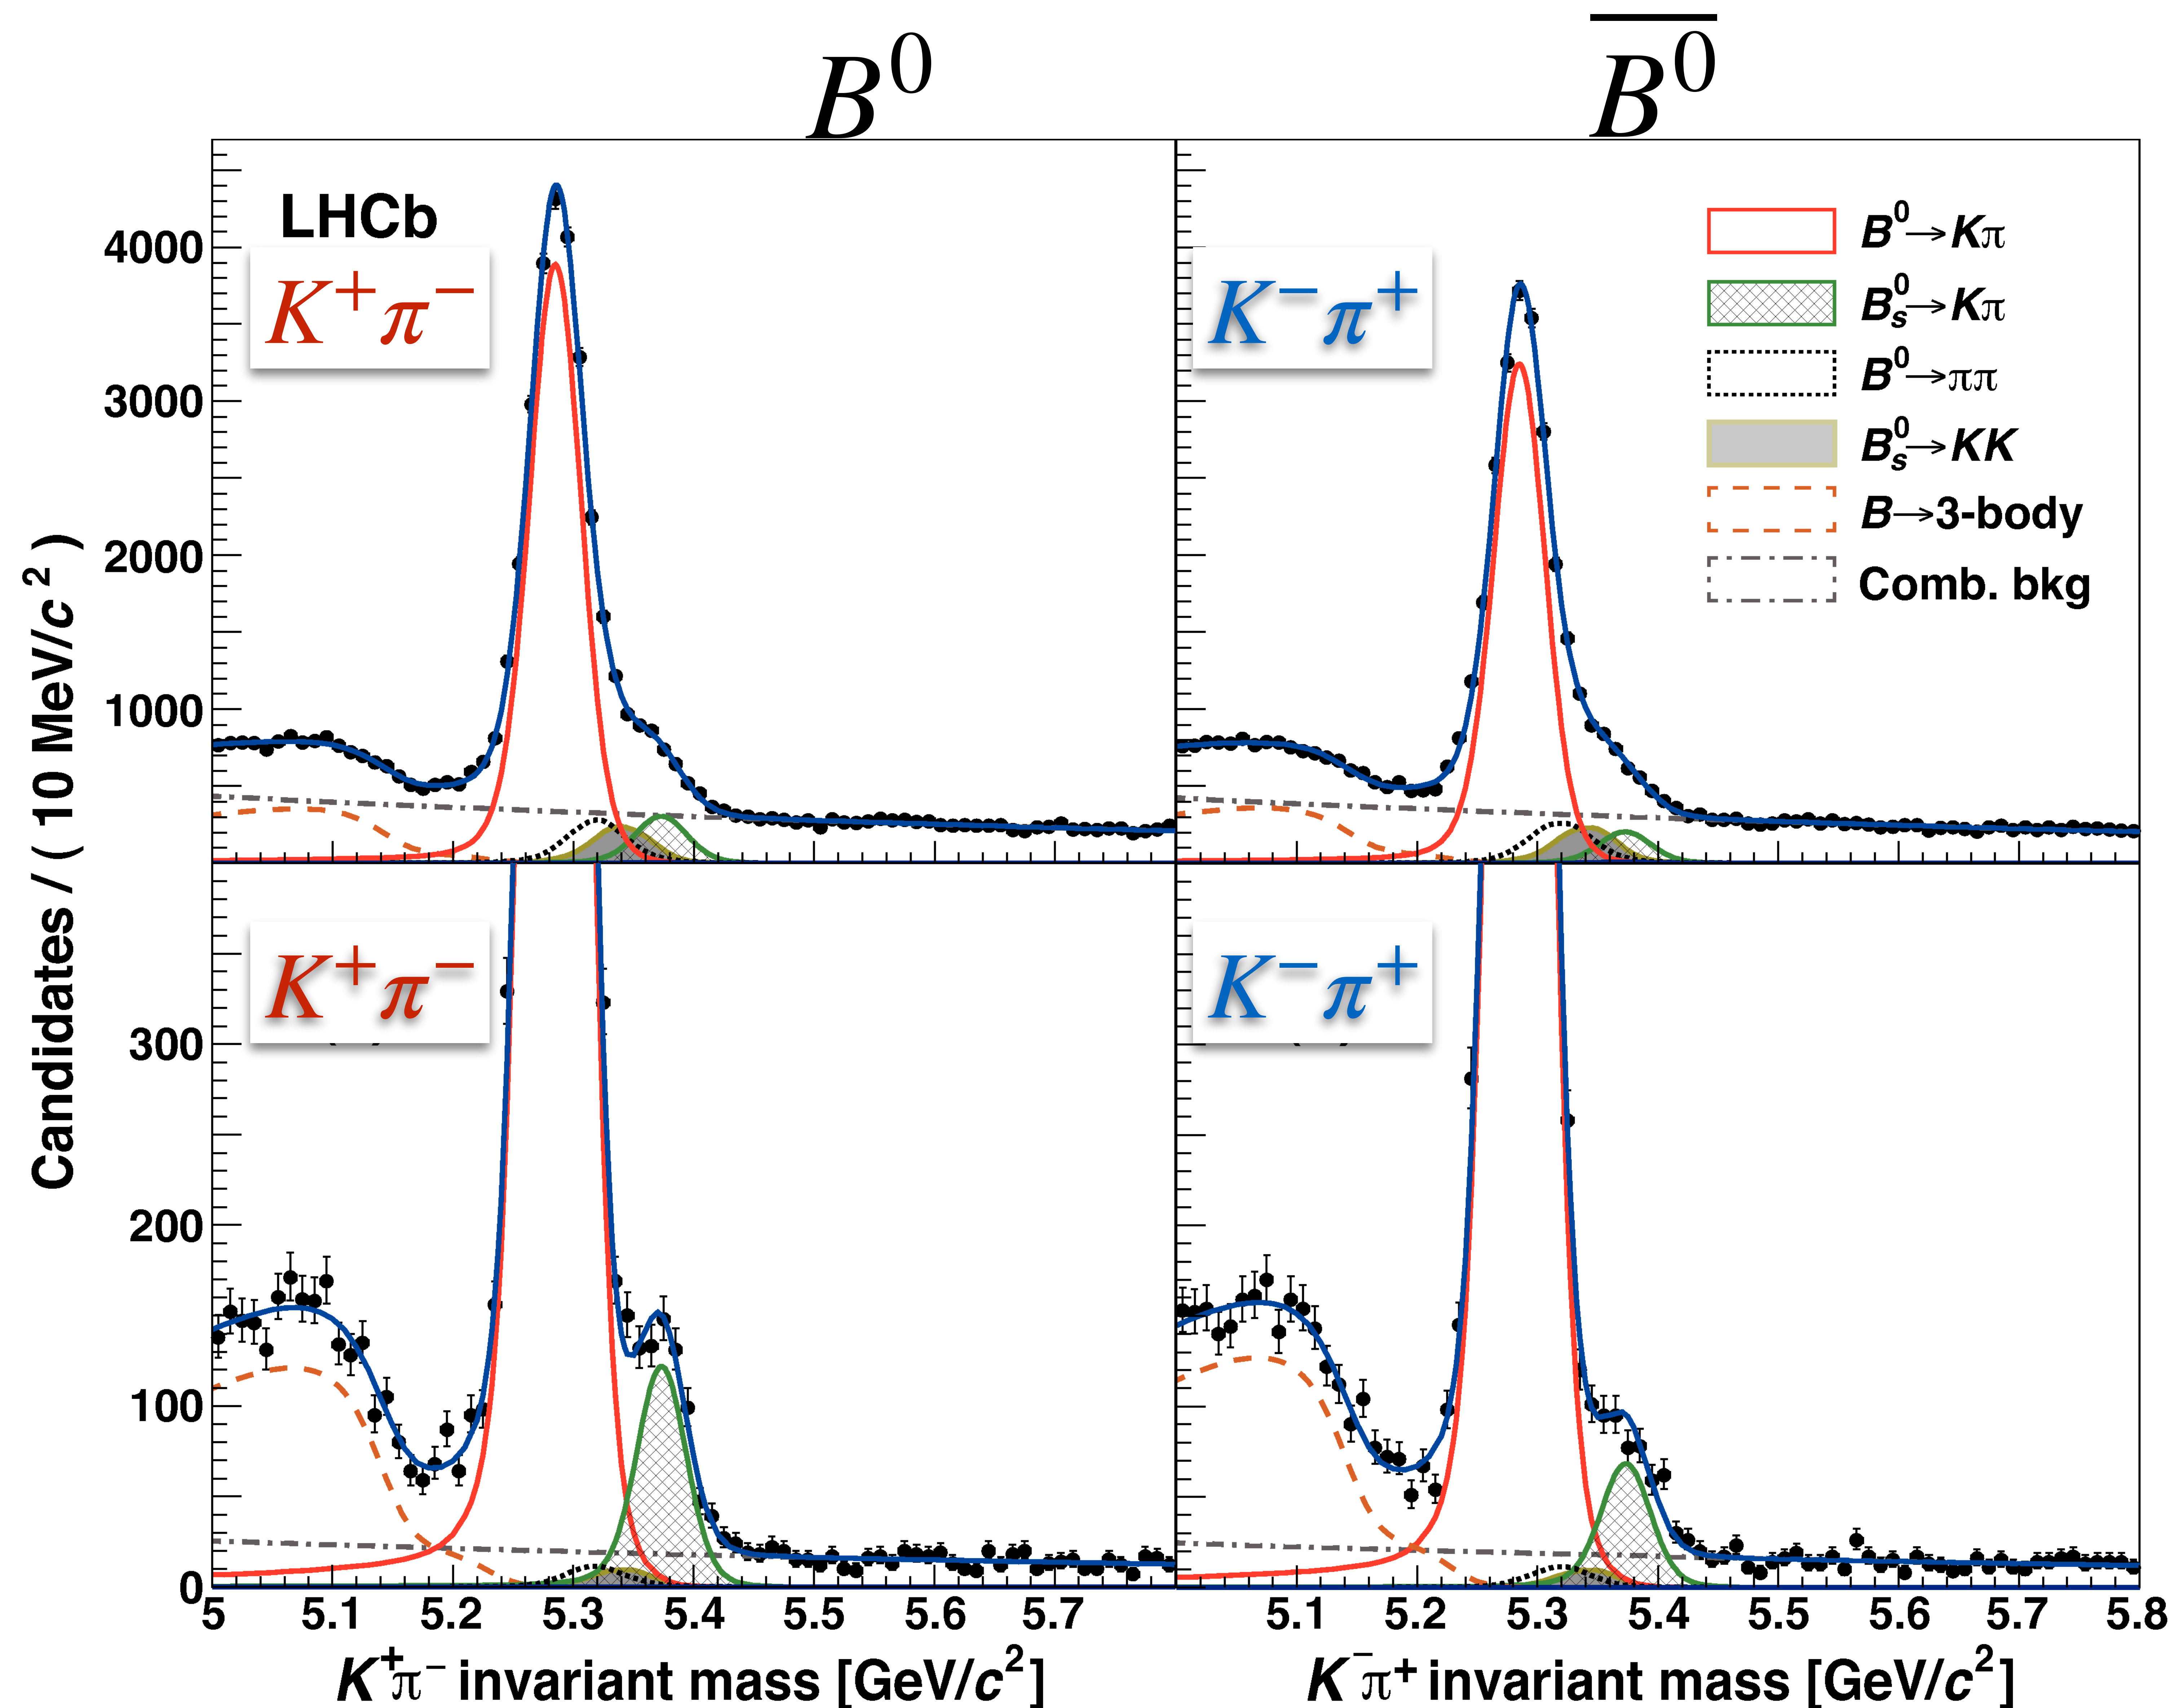 B⁰
B̅⁰
LHCb
K⁺π⁻
K⁻π⁺
B⁰→Kπ
B⁰ₛ→Kπ
B⁰→ππ
B⁰ₛ→KK
B→3-body
Comb. bkg
4000
3000
2000
1000
Candidates / ( 10 MeV/c² )
K⁺π⁻
K⁻π⁺
300
200
100
0
5 5.1 5.2 5.3 5.4 5.5 5.6 5.7
5.1 5.2 5.3 5.4 5.5 5.6 5.7 5.8
K⁺π⁻ invariant mass [GeV/c²]
K⁻π⁺ invariant mass [GeV/c²]